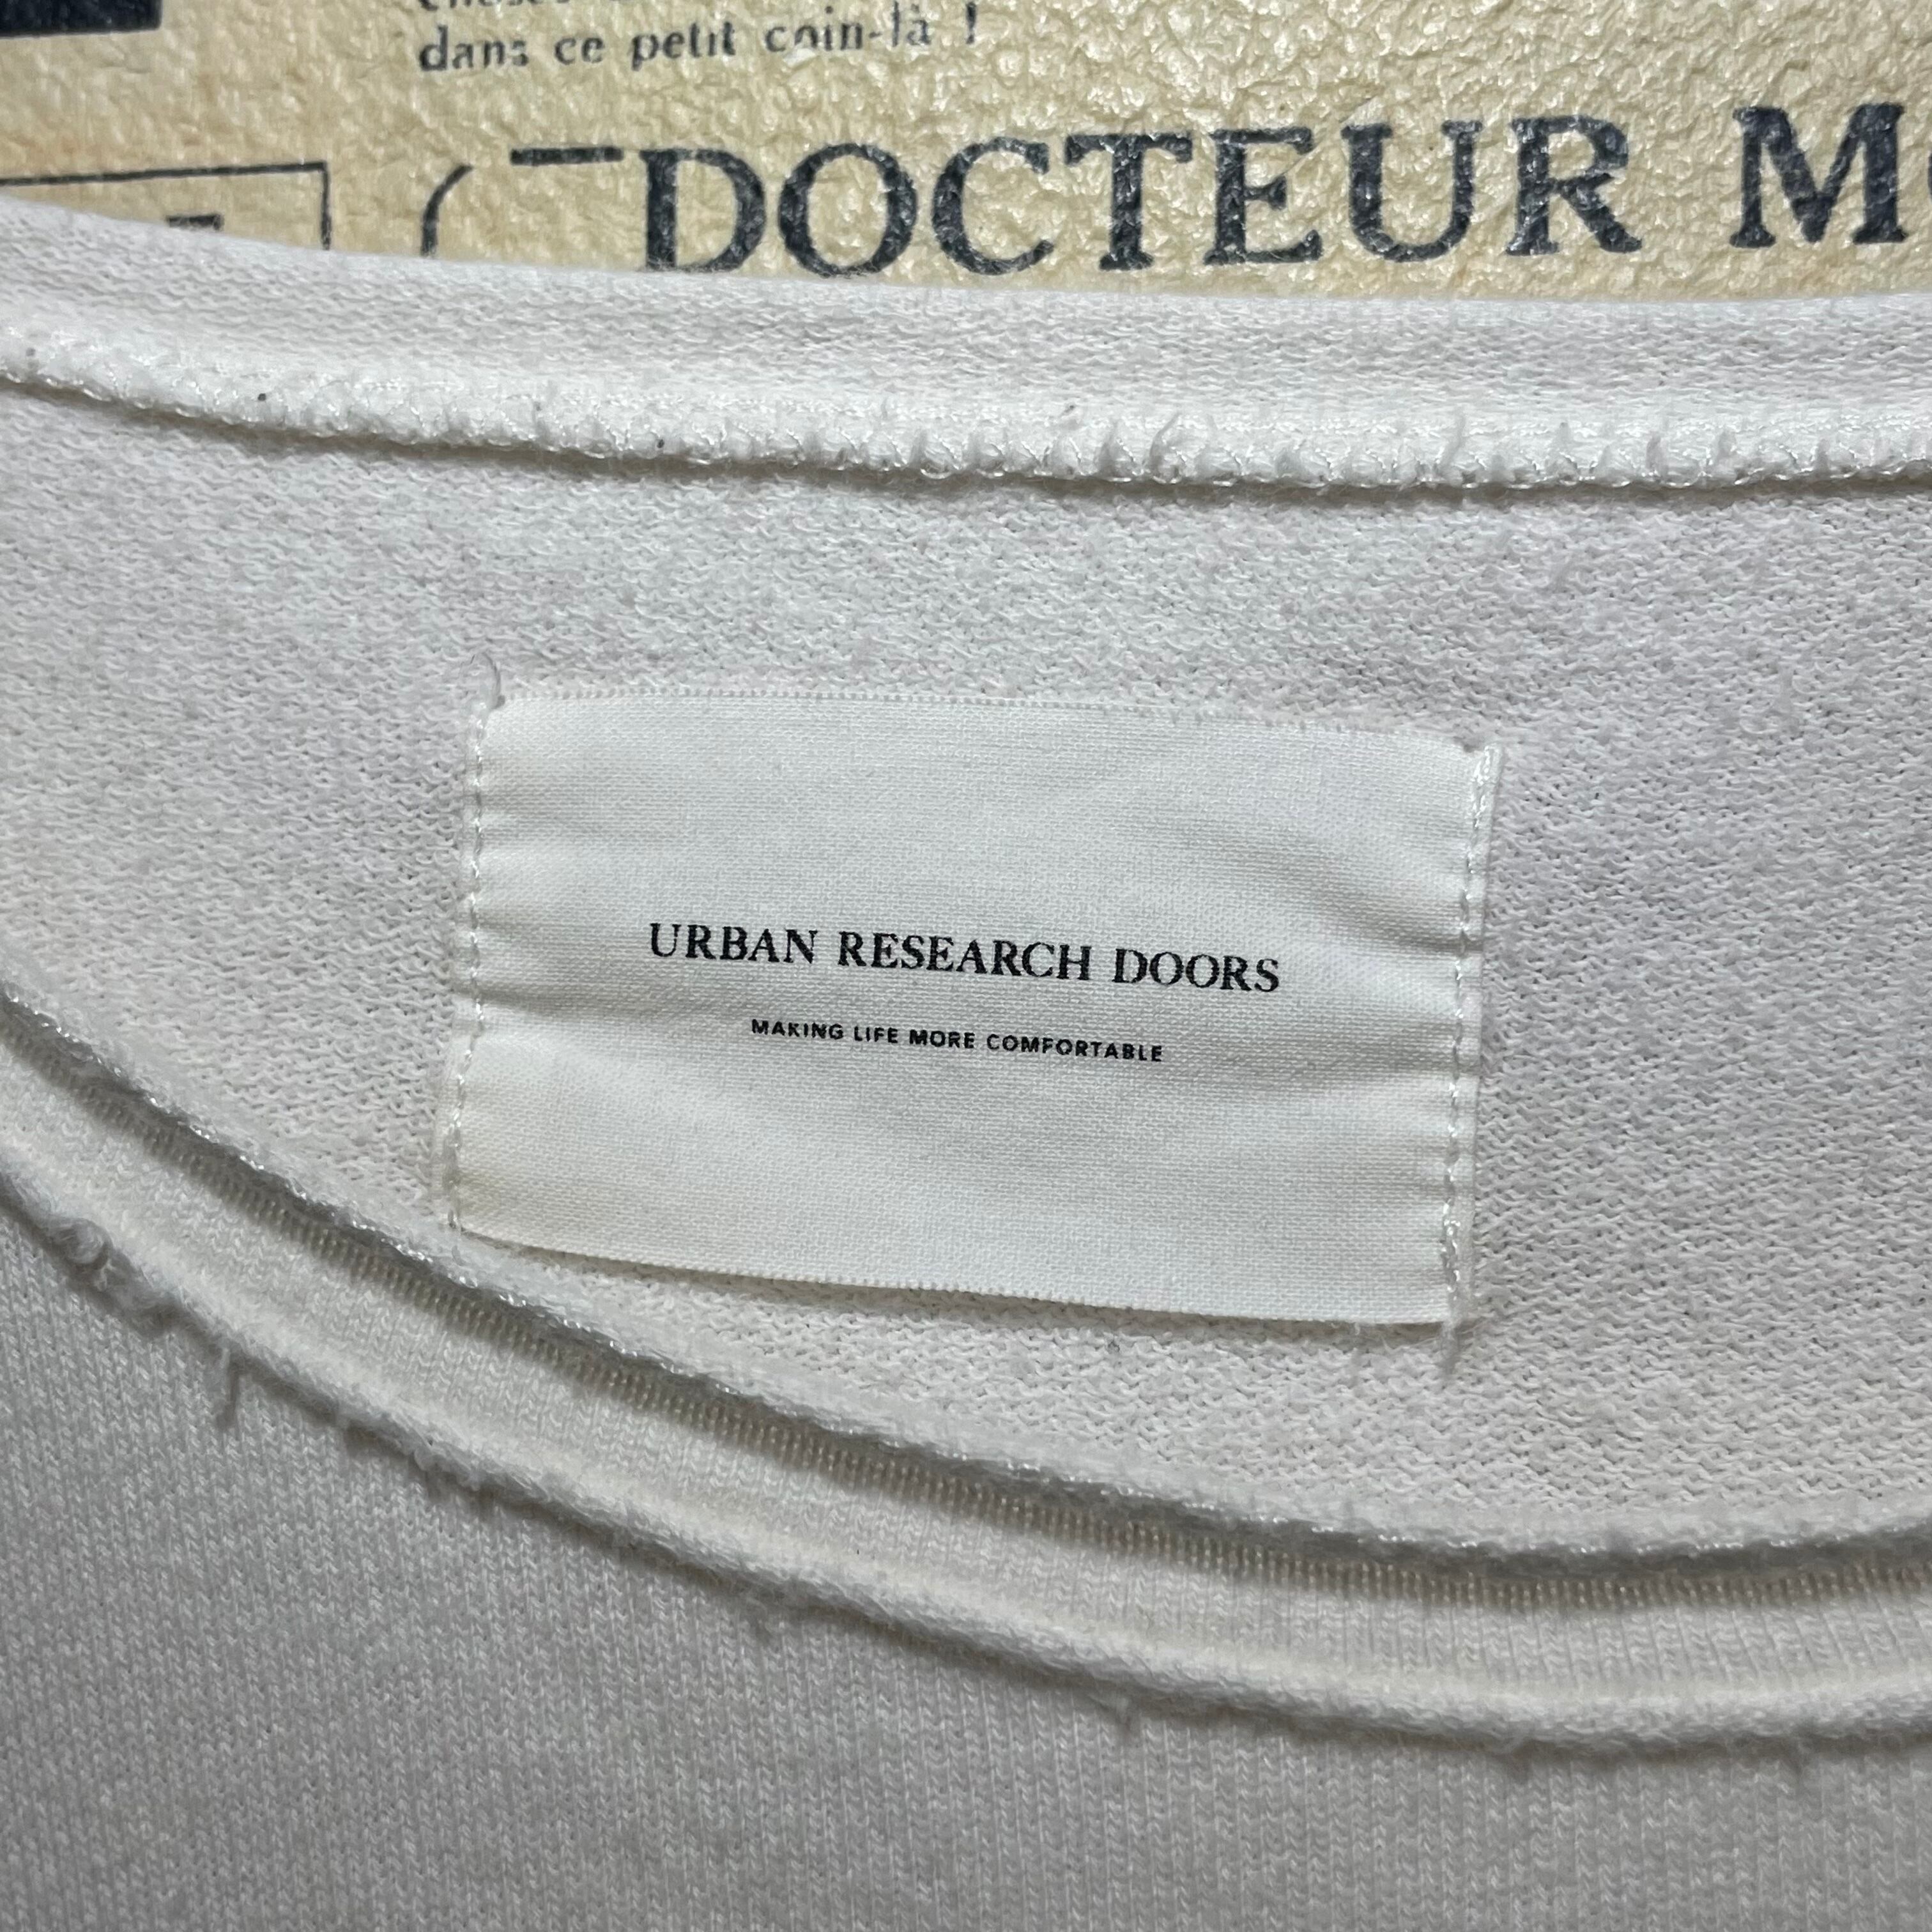 dans ce petit coin-là !
DOCTEUR
URBAN RESEARCH DOORS
MAKING LIFE MORE COMFORTABLE